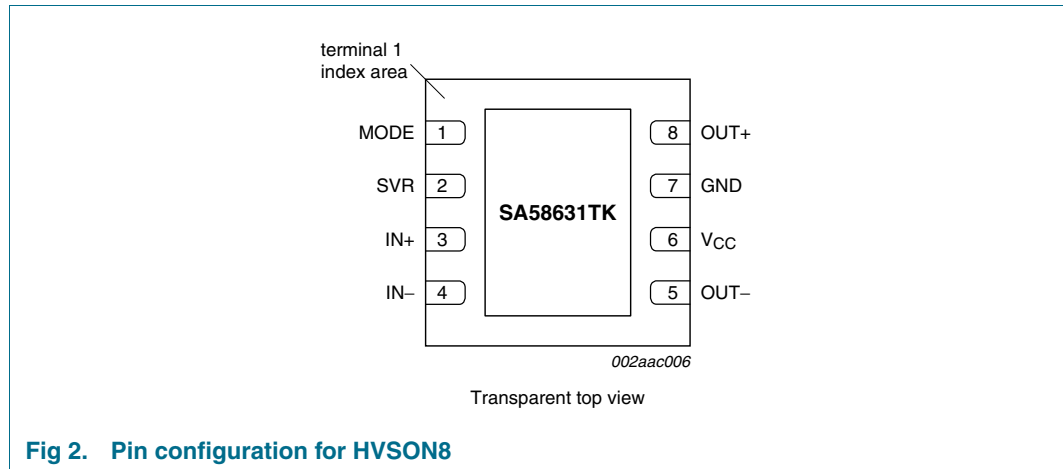 terminal 1
index area
MODE 1
SVR 2
IN+ 3
IN− 4
SA58631TK
8 OUT+
7 GND
6 VCC
5 OUT−
002aac006
Transparent top view
Fig 2. Pin configuration for HVSON8